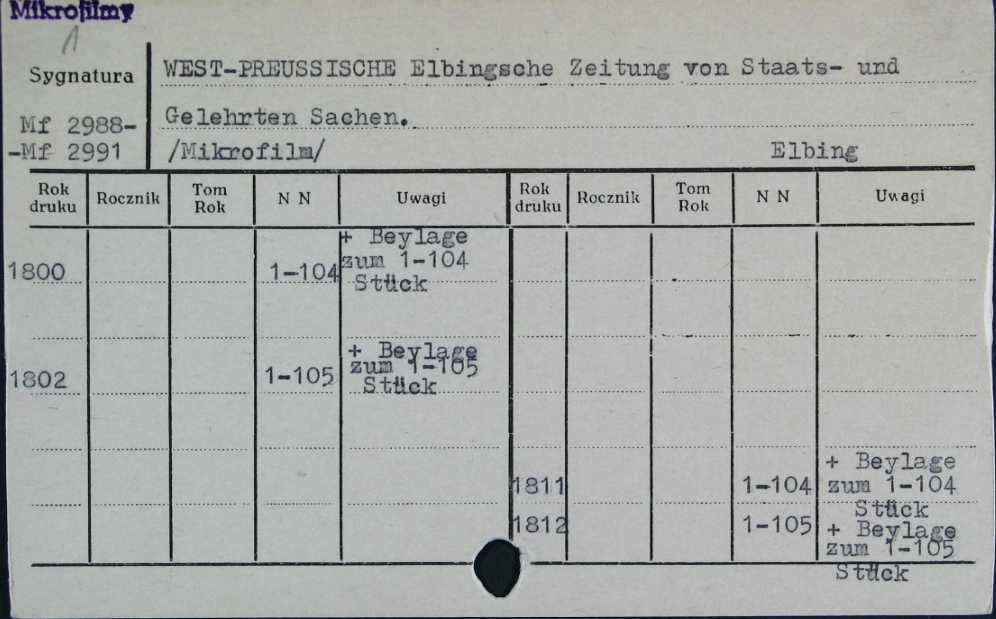 Mikrofilmy
Sygnatura
WEST-PREUSSISCHE Elbingsche Zeitung von Staats- und
Gelehrten Sachen.
Mf 2988-
-Mf 2991
/Mikrofilm/ Elbing
Rok druku Rocznik Tom Rok N N Uwagi Rok druku Rocznik Tom Rok N N Uwagi
1800 1-104 + Beylage
zum 1-104
Stück
1802 1-105 + Beylage
zum 1-105
Stück
1811 1-104 + Beylage
zum 1-104
Stück
1812 1-105 + Beylage
zum 1-105
Stück